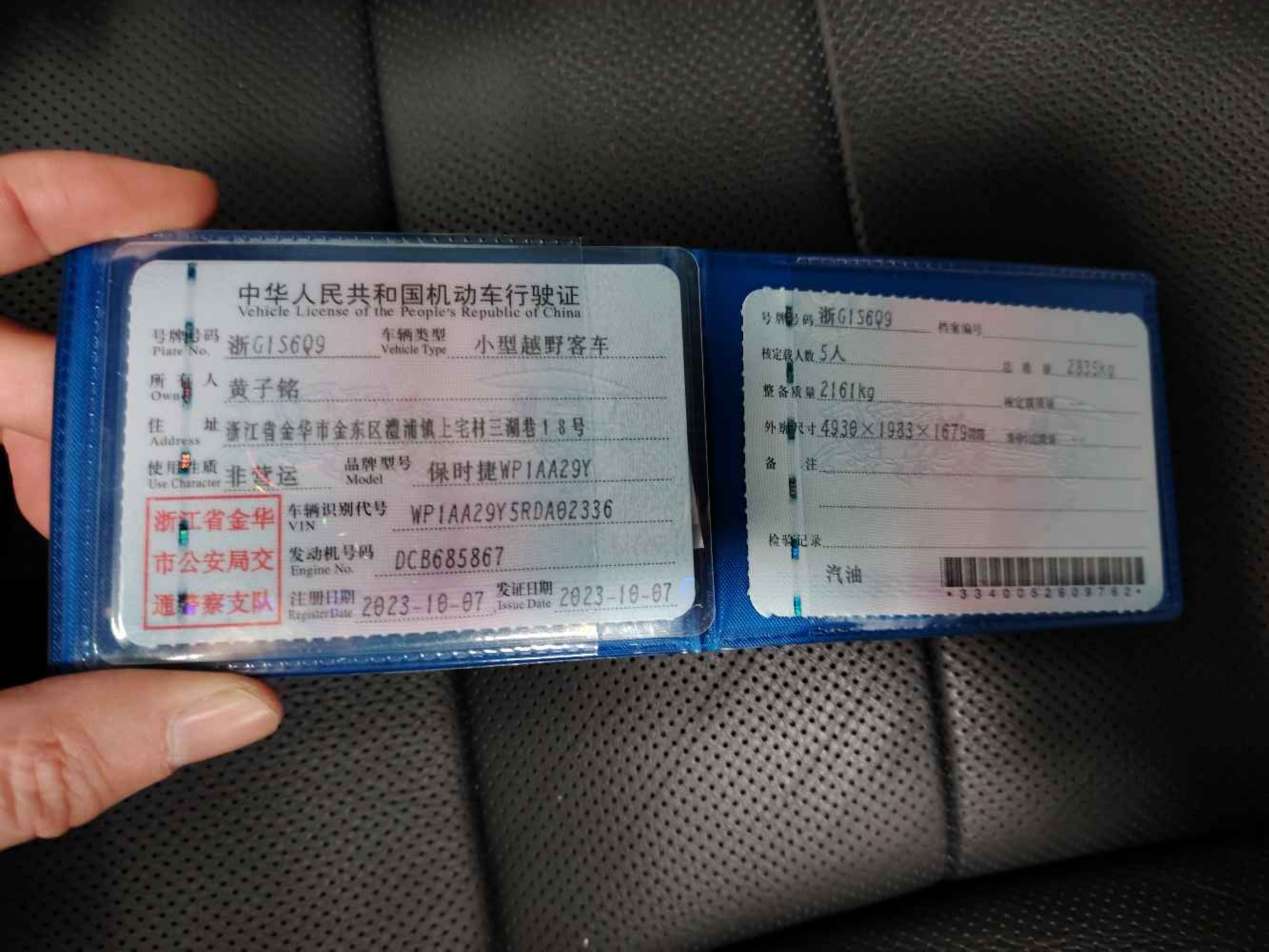 中华人民共和国机动车行驶证
Vehicle License of the People's Republic of China
号牌号码 浙G1S6Q9 车辆类型 小型越野客车
Plate No. Vehicle Type
所有人 黄子铭
Owner
住址 浙江省金华市金东区澧浦镇上宅村三湖巷18号
Address
使用性质 非营运 品牌型号 保时捷WP1AA29Y
Use Character Model
浙江省金华
市公安局交
通警察支队
车辆识别代号 WP1AA29Y5RDA02336
VIN
发动机号码 DCB685867
Engine No.
注册日期 2023-10-07 发证日期 2023-10-07
Register Date Issue Date
号牌号码 浙G1S6Q9 档案编号
核定载人数 5人 总质量 2835kg
整备质量 2161kg 核定载质量 --
外廓尺寸 4930×1983×1679mm --
备注
检验记录
汽油
*3340052609762*